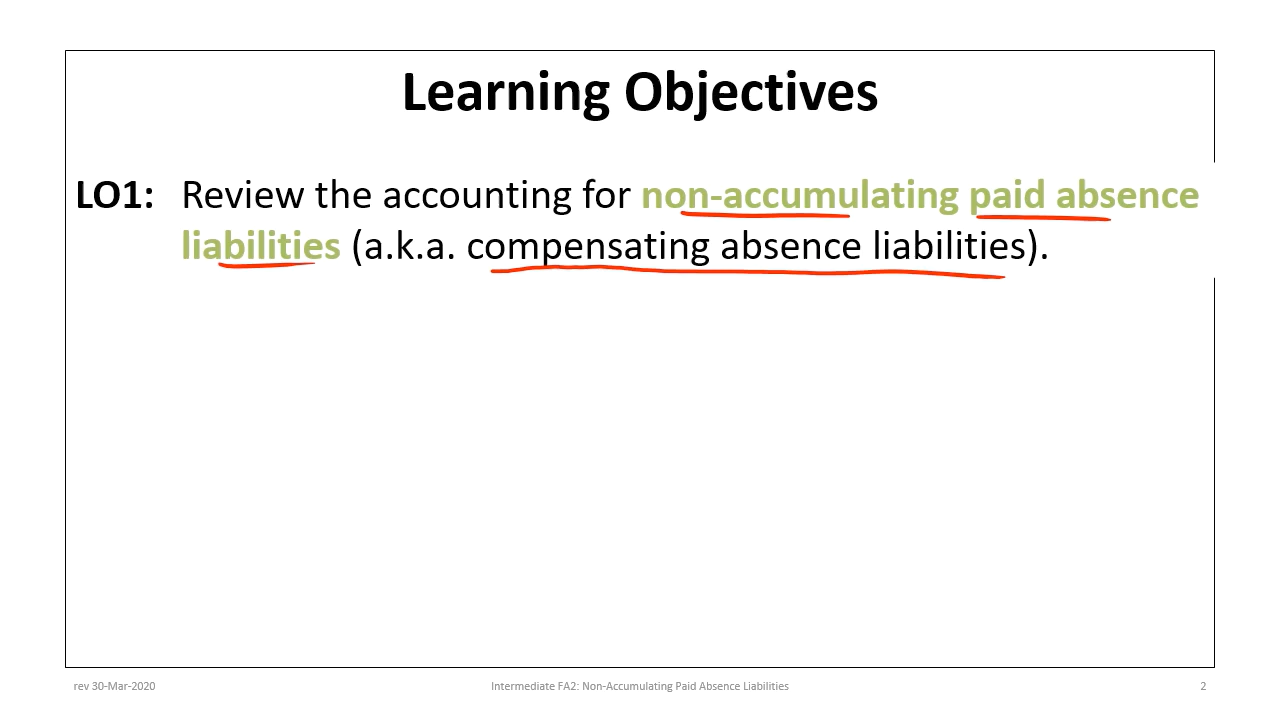 Learning Objectives
LO1: Review the accounting for non-accumulating paid absence
liabilities (a.k.a. compensating absence liabilities).
rev 30-Mar-2020 Intermediate FA2: Non-Accumulating Paid Absence Liabilities 2